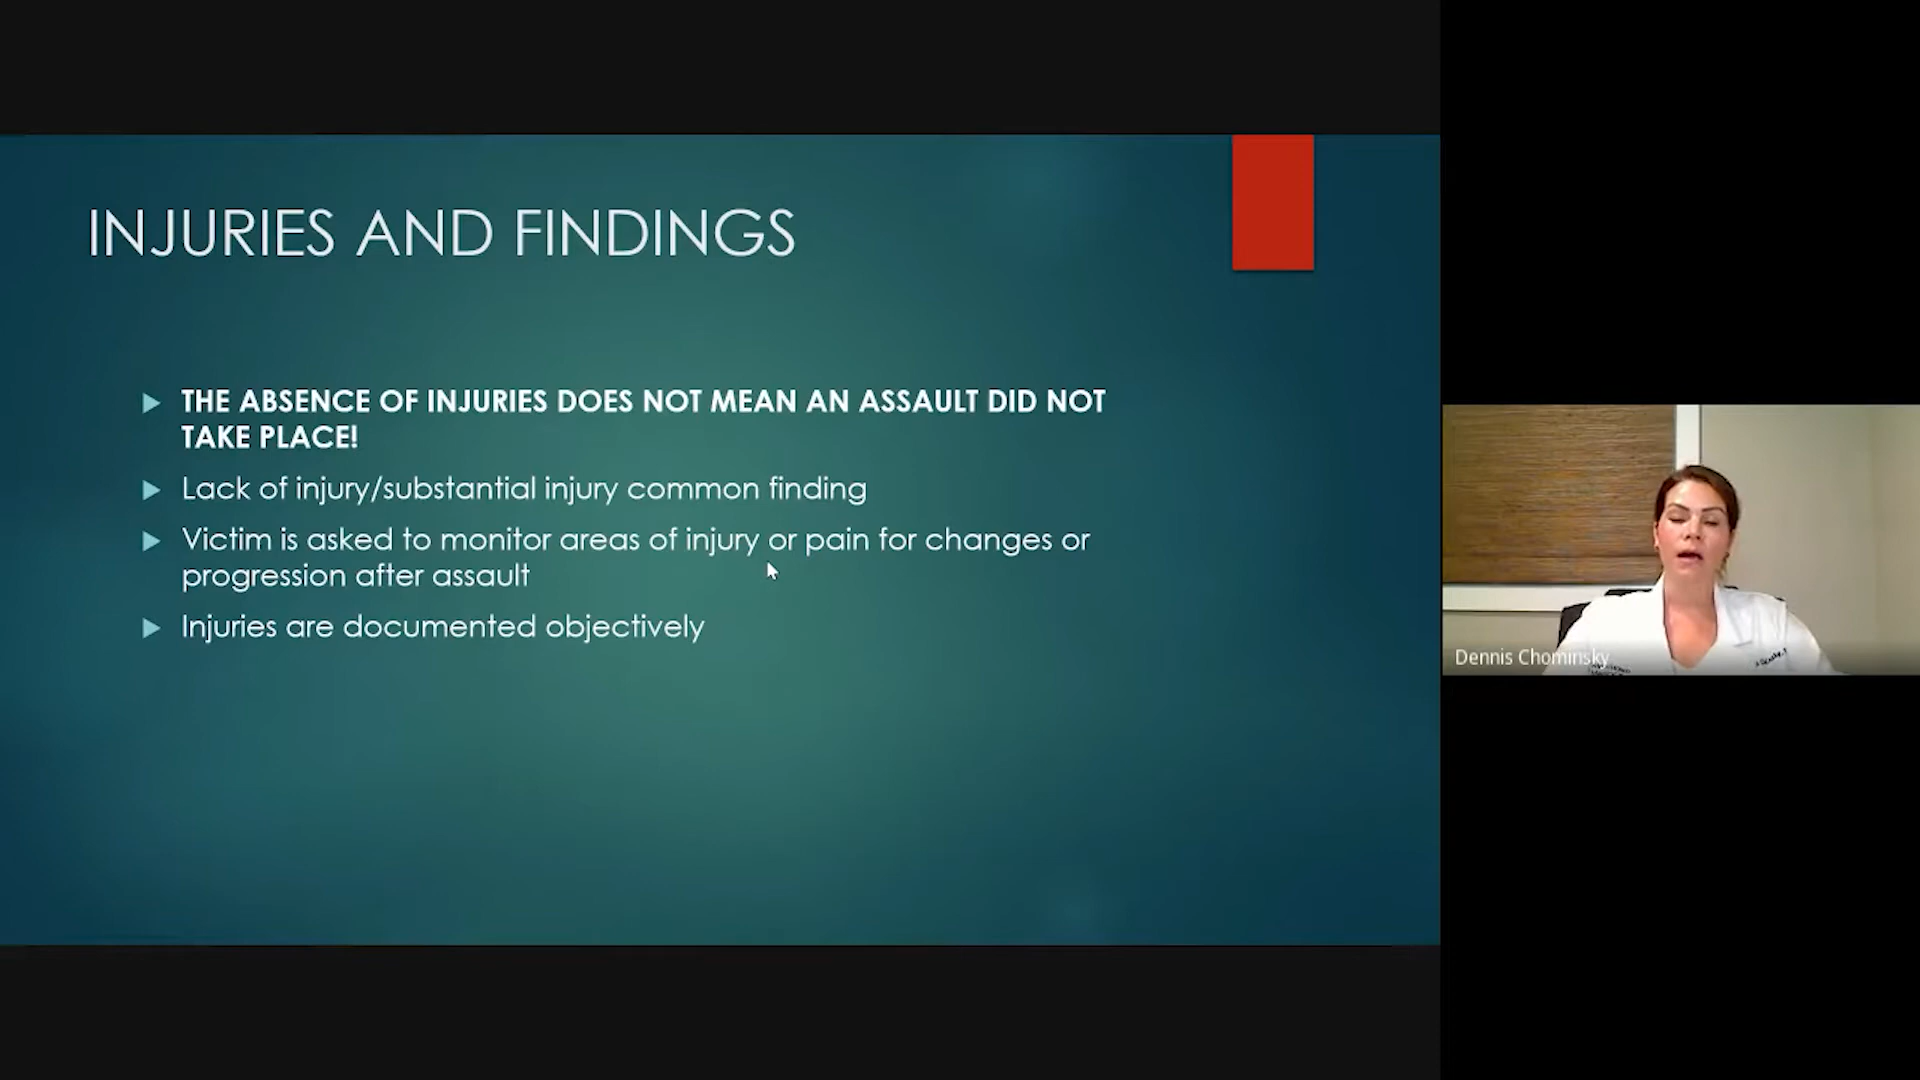 INJURIES AND FINDINGS
THE ABSENCE OF INJURIES DOES NOT MEAN AN ASSAULT DID NOT
TAKE PLACE!
Lack of injury/substantial injury common finding
Victim is asked to monitor areas of injury or pain for changes or
progression after assault
Injuries are documented objectively
Dennis Chominsky